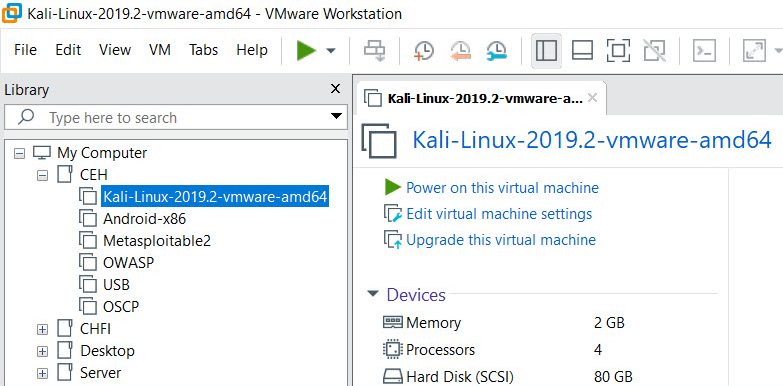 Kali-Linux-2019.2-vmware-amd64 - VMware Workstation
File Edit View VM Tabs Help
Library X
Type here to search
My Computer
CEH
Kali-Linux-2019.2-vmware-amd64
Android-x86
Metasploitable2
OWASP
USB
OSCP
CHFI
Desktop
Server
Kali-Linux-2019.2-vmware-a... ×
Kali-Linux-2019.2-vmware-amd64
Power on this virtual machine
Edit virtual machine settings
Upgrade this virtual machine
Devices
Memory 2 GB
Processors 4
Hard Disk (SCSI) 80 GB